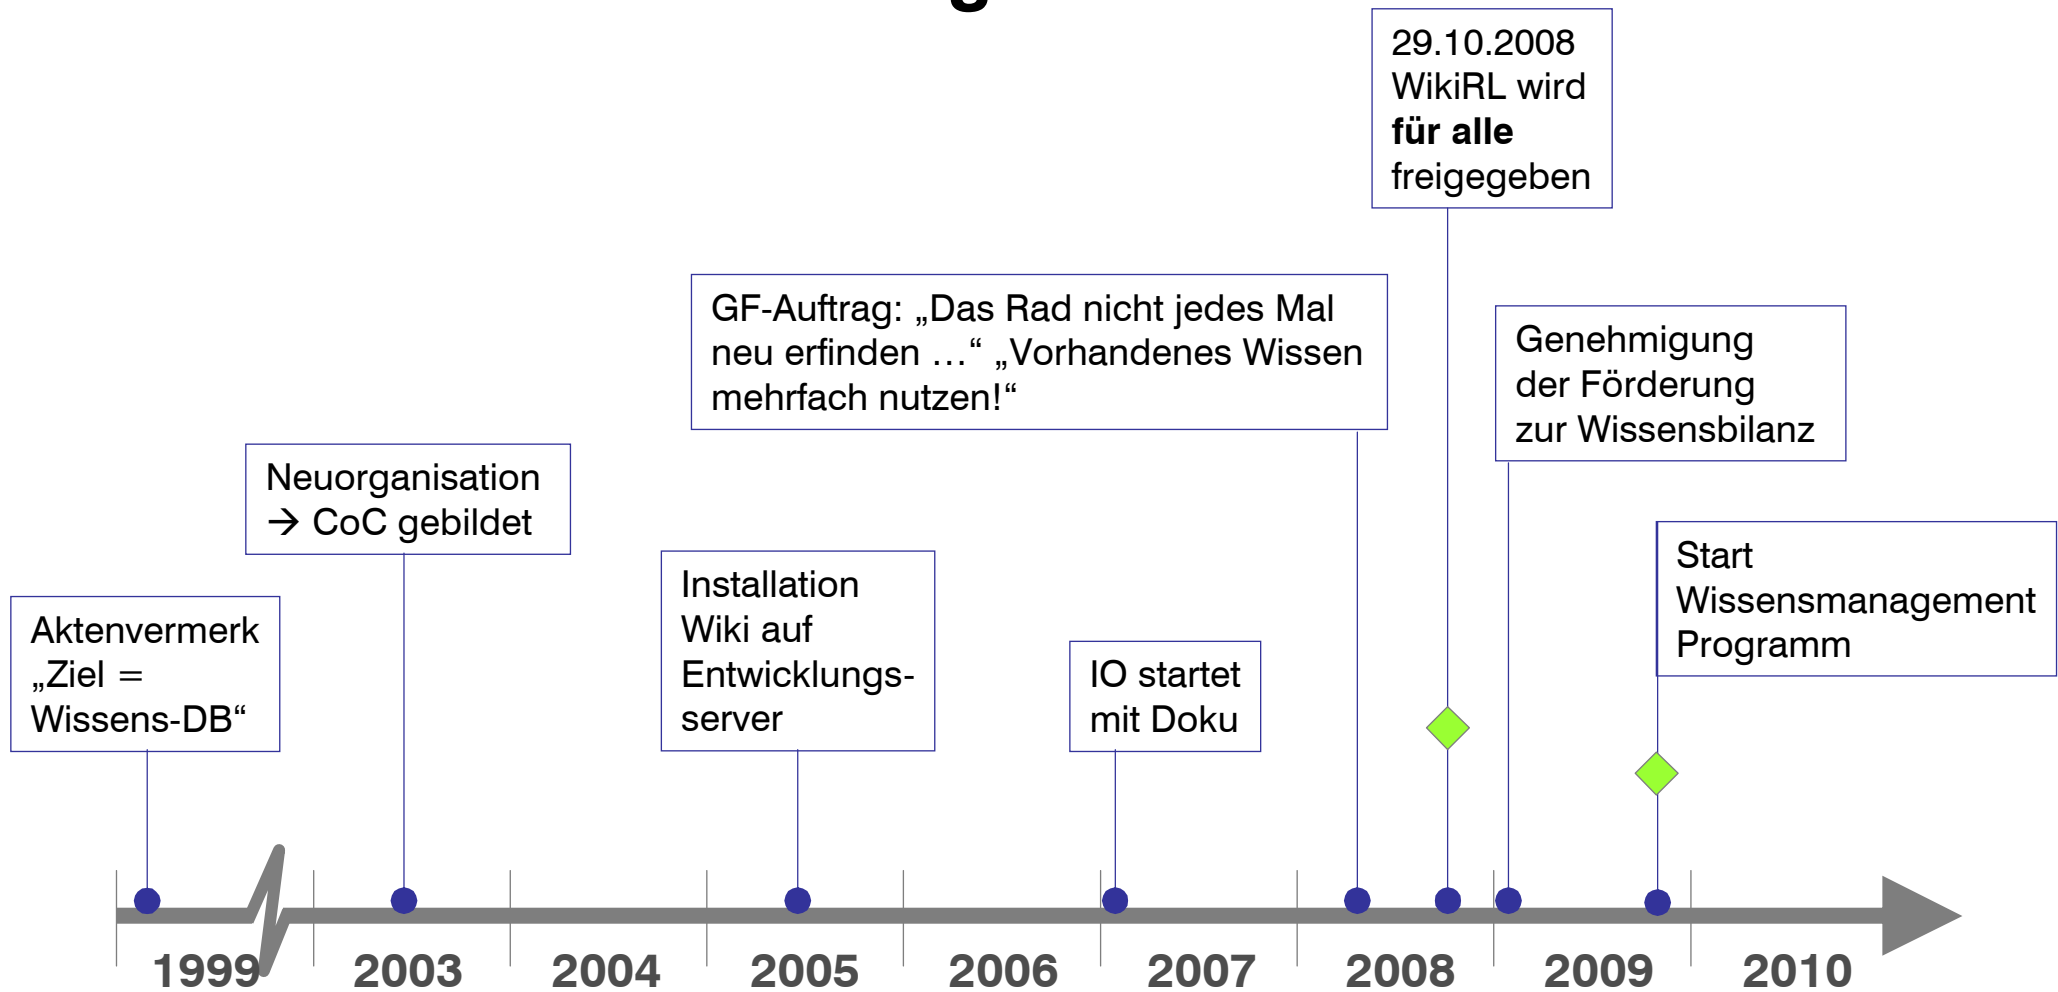 29.10.2008
WikiRL wird
für alle
freigegeben
GF-Auftrag: „Das Rad nicht jedes Mal
neu erfinden …“ „Vorhandenes Wissen
mehrfach nutzen!“
Genehmigung
der Förderung
zur Wissensbilanz
Neuorganisation
→ CoC gebildet
Start
Wissensmanagement
Programm
Installation
Wiki auf
Entwicklungs-
server
Aktenvermerk
„Ziel =
Wissens-DB“
IO startet
mit Doku
1999 2003 2004 2005 2006 2007 2008 2009 2010